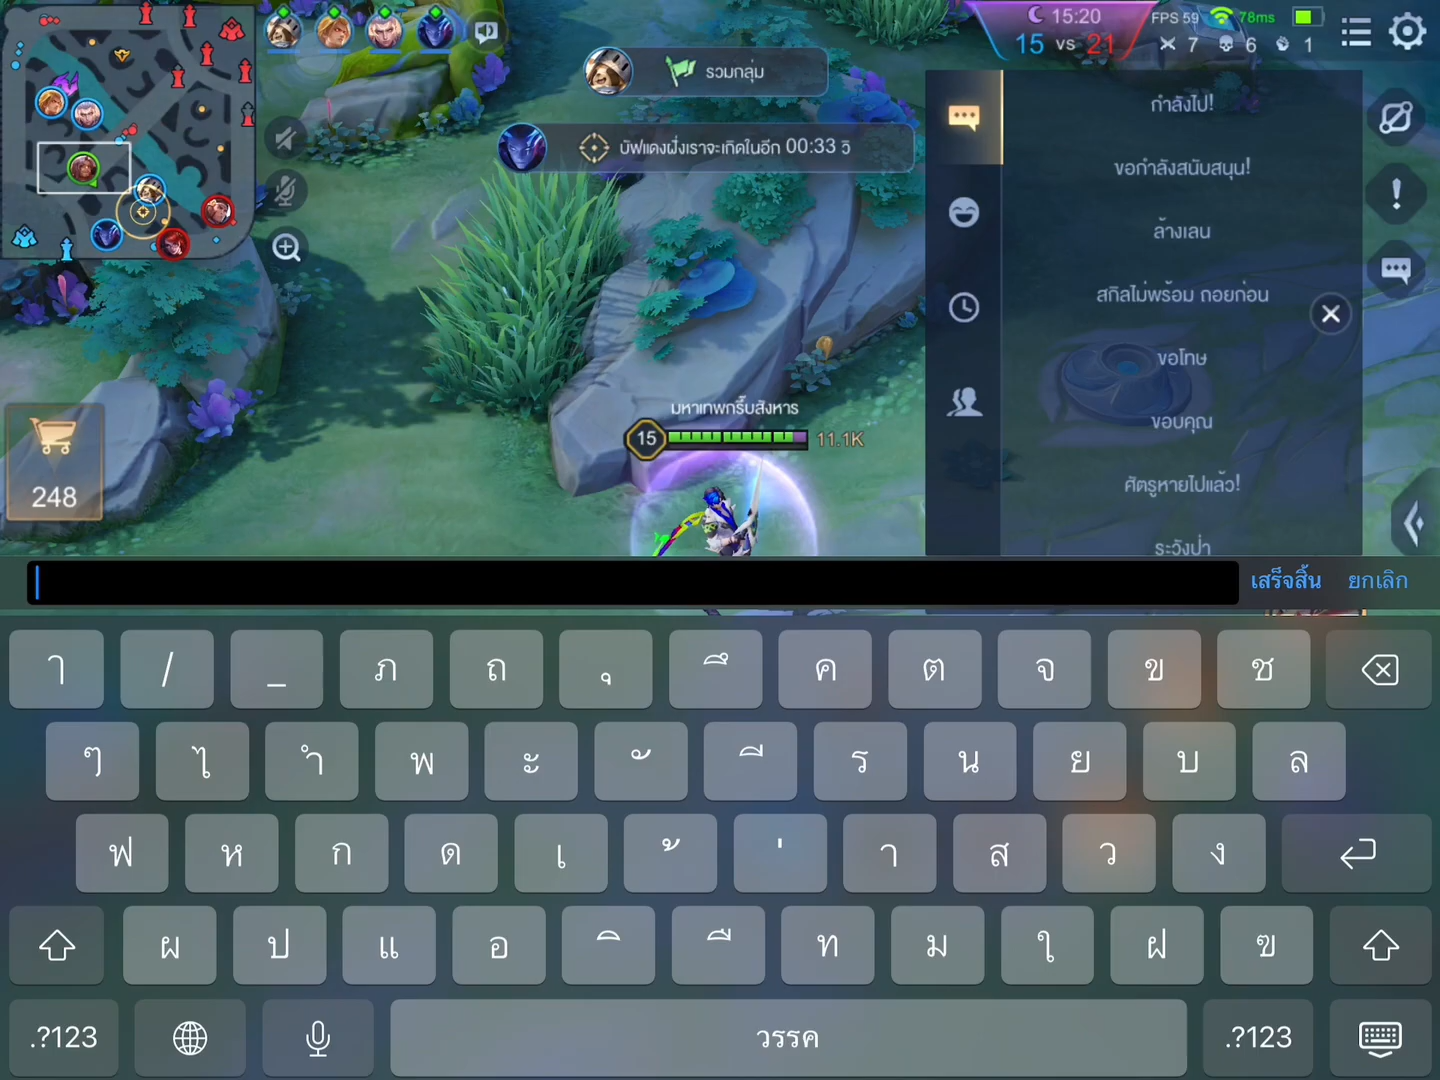 15:20
FPS 59
78ms
15 vs 21
7
6
1
รวมกลุ่ม
บัฟแดงฝั่งเราจะเกิดในอีก 00:33 วิ
กำลังไป!
ขอกำลังสนับสนุน!
ล้างเลน
สกิลไม่พร้อม ถอยก่อน
ขอโทษ
ขอบคุณ
ศัตรูหายไปแล้ว!
ระวังป่า
มหาเทพกรี๊บสังหาร
15
11.1K
248
เสร็จสิ้น ยกเลิก
ๅ / _ ภ ถ ุ ึ ค ต จ ข ช
ๆ ไ ำ พ ะ ั ี ร น ย บ ล
ฟ ห ก ด เ ้ ่ า ส ว ง
ผ ป แ อ ิ ื ท ม ใ ฝ ฃ
.?123 วรรค .?123